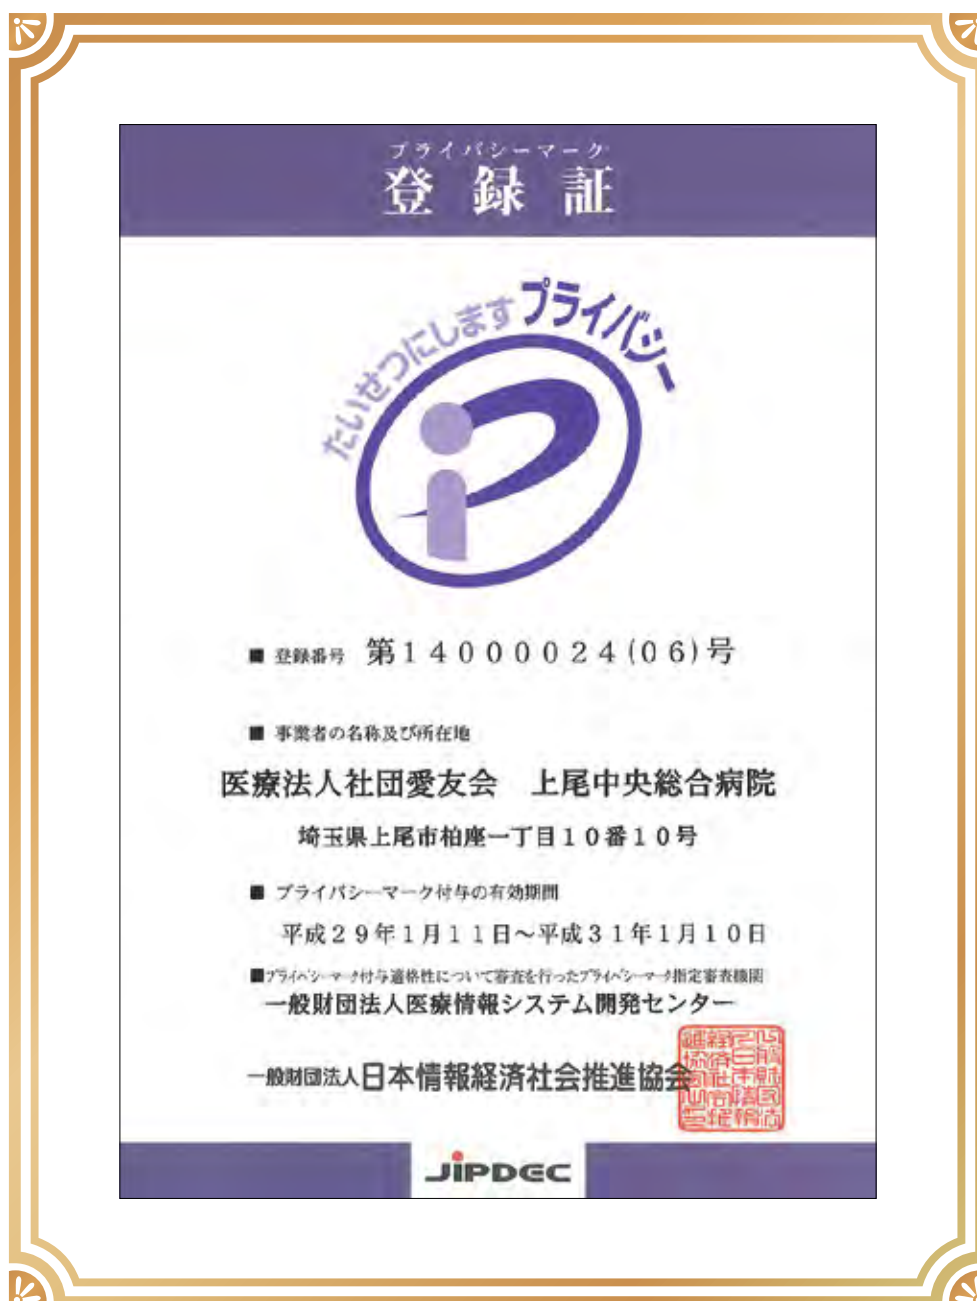 プライバシーマーク
登録証
たいせつにしますプライバシー
■ 登録番号 第14000024(06)号
■ 事業者の名称及び所在地
医療法人社団愛友会 上尾中央総合病院
埼玉県上尾市柏座一丁目10番10号
■ プライバシーマーク付与の有効期間
平成29年1月11日～平成31年1月10日
■プライバシーマーク付与適格性について審査を行ったプライバシーマーク指定審査機関
一般財団法人医療情報システム開発センター
一般財団法人日本情報経済社会推進協会
JIPDEC